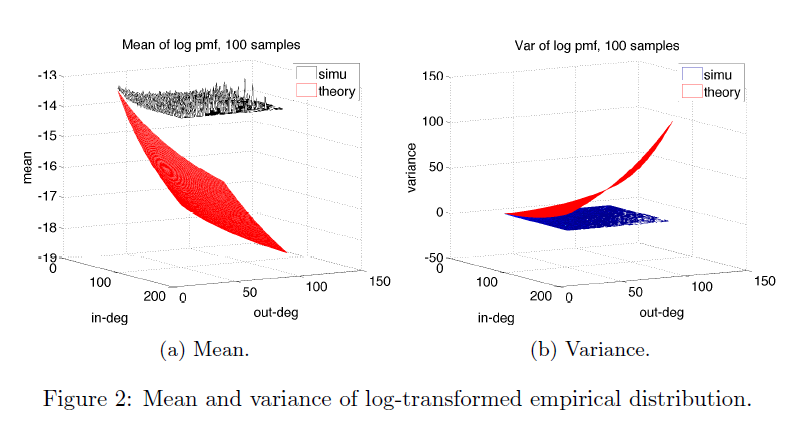 Mean of log pmf, 100 samples
simu
theory
-13
-14
-15
-16
-17
-18
-19
mean
0
100
200
in-deg
0
50
100
150
out-deg
(a) Mean.
Var of log pmf, 100 samples
simu
theory
150
100
50
0
-50
variance
0
100
200
in-deg
0
50
100
150
out-deg
(b) Variance.
Figure 2: Mean and variance of log-transformed empirical distribution.